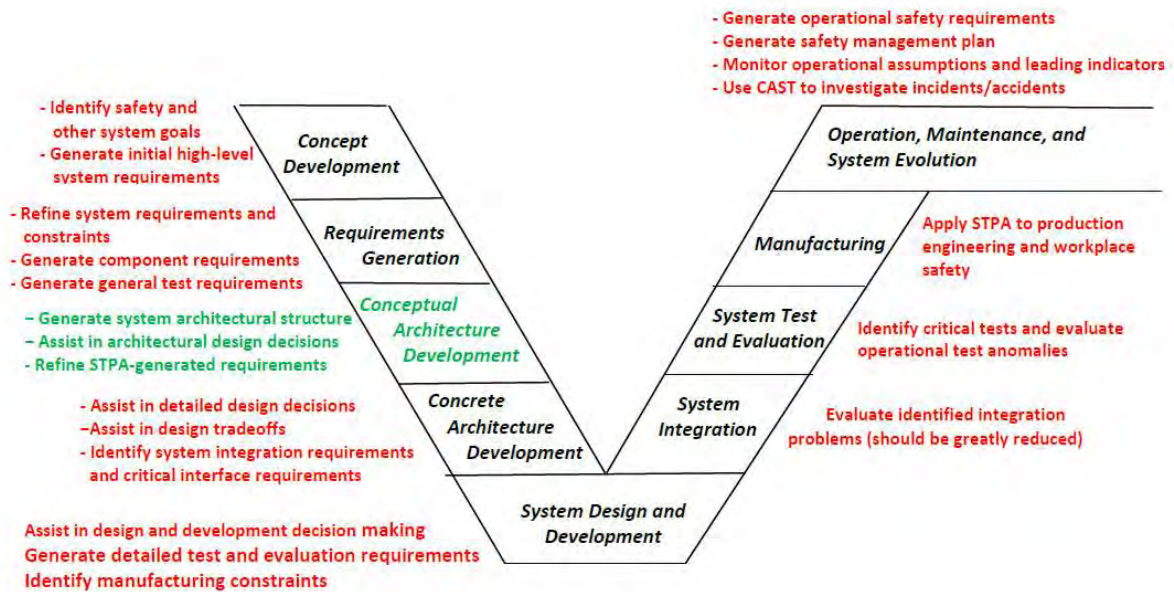 - Generate operational safety requirements
- Generate safety management plan
- Monitor operational assumptions and leading indicators
- Use CAST to investigate incidents/accidents
- Identify safety and
other system goals
- Generate initial high-level
system requirements
Concept
Development
Operation, Maintenance, and
System Evolution
- Refine system requirements and
constraints
- Generate component requirements
- Generate general test requirements
Requirements
Generation
Manufacturing
Apply STPA to production
engineering and workplace
safety
– Generate system architectural structure
– Assist in architectural design decisions
- Refine STPA-generated requirements
Conceptual
Architecture
Development
System Test
and Evaluation
Identify critical tests and evaluate
operational test anomalies
- Assist in detailed design decisions
–Assist in design tradeoffs
- Identify system integration requirements
and critical interface requirements
Concrete
Architecture
Development
System
Integration
Evaluate identified integration
problems (should be greatly reduced)
System Design and
Development
Assist in design and development decision making
Generate detailed test and evaluation requirements
Identify manufacturing constraints